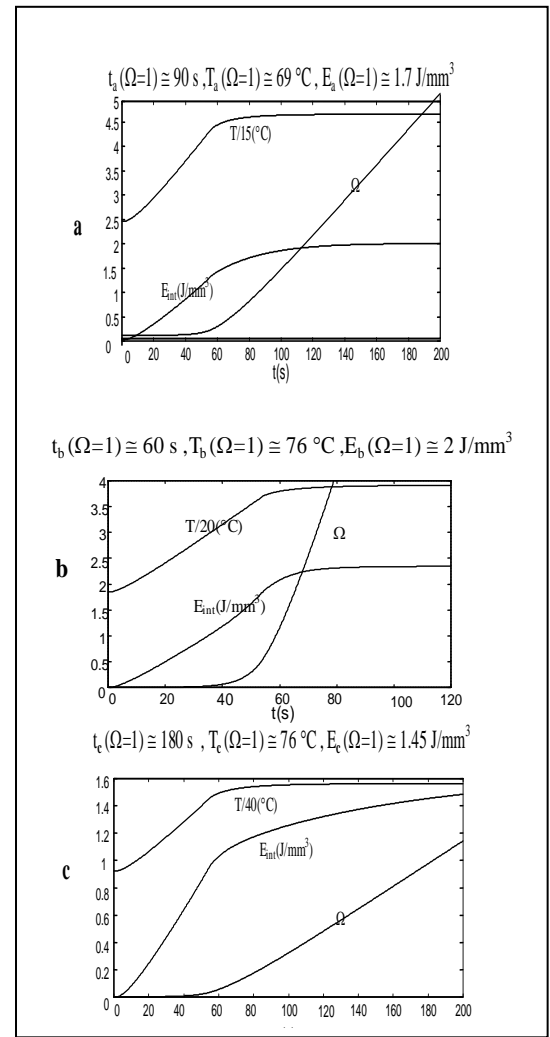 tₐ (Ω=1) ≅ 90 s ,Tₐ (Ω=1) ≅ 69 °C , Eₐ (Ω=1) ≅ 1.7 J/mm³
5
4.5
4
3.5
3
2.5
2
1.5
1
0.5
0
T/15(°C)
Ω
a
E_int(J/mm³)
0 20 40 60 80 100 120 140 160 180 200
t(s)
t_b (Ω=1) ≅ 60 s ,T_b (Ω=1) ≅ 76 °C ,E_b (Ω=1) ≅ 2 J/mm³
4
3.5
3
2.5
2
1.5
1
0.5
0
T/20(°C)
Ω
b
E_int(J/mm³)
0 20 40 60 80 100 120
t(s)
t_c (Ω=1) ≅ 180 s , T_c (Ω=1) ≅ 76 °C , E_c (Ω=1) ≅ 1.45 J/mm³
1.6
1.4
1.2
1
0.8
0.6
0.4
0.2
0
T/40(°C)
E_int(J/mm³)
c
Ω
0 20 40 60 80 100 120 140 160 180 200